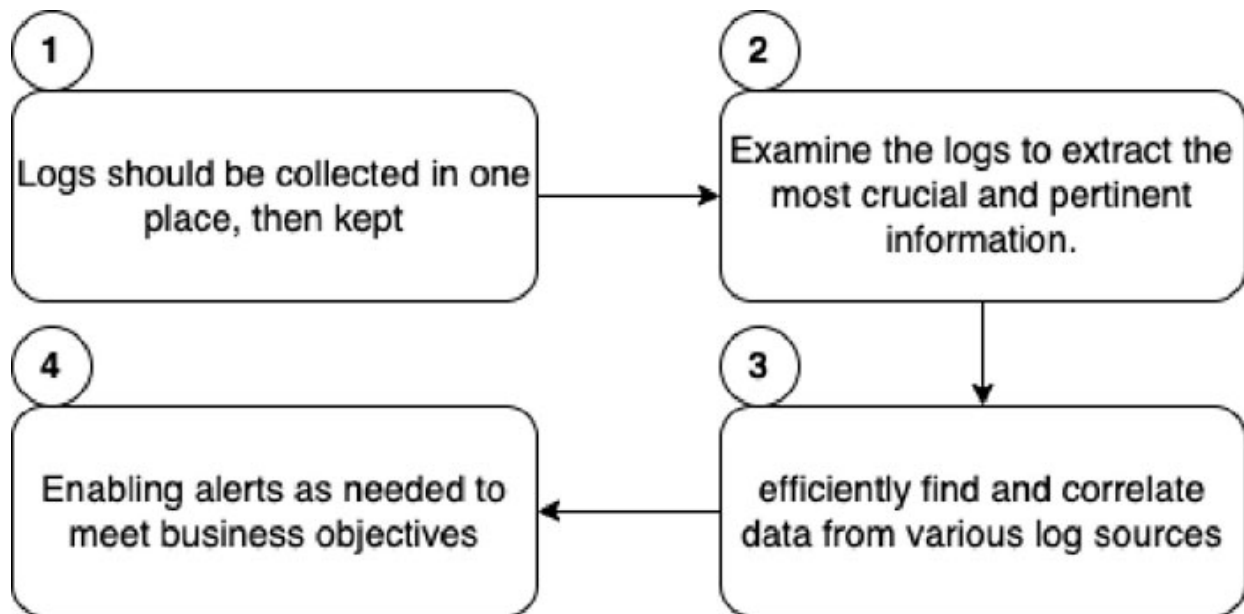 1
Logs should be collected in one
place, then kept
2
Examine the logs to extract the
most crucial and pertinent
information.
3
efficiently find and correlate
data from various log sources
4
Enabling alerts as needed to
meet business objectives